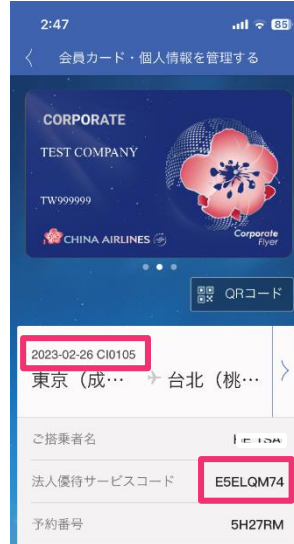 2:47
85
会員カード・個人情報を管理する
CORPORATE
TEST COMPANY
TW999999
CHINA AIRLINES
Corporate
Flyer
QRコード
2023-02-26 CI0105
東京（成… 台北（桃…
ご搭乗者名
法人優待サービスコード E5ELQM74
予約番号 5H27RM